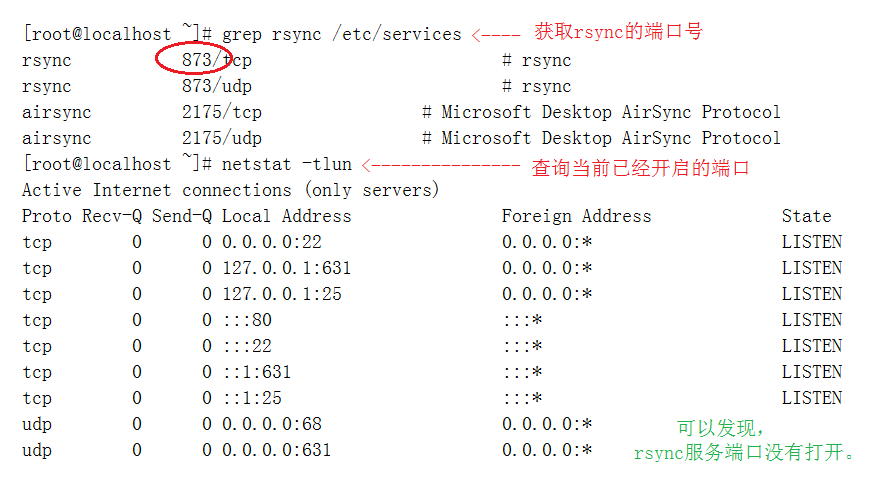 [root@localhost ~]# grep rsync /etc/services <---- 获取rsync的端口号
rsync 873/tcp # rsync
rsync 873/udp # rsync
airsync 2175/tcp # Microsoft Desktop AirSync Protocol
airsync 2175/udp # Microsoft Desktop AirSync Protocol
[root@localhost ~]# netstat -tlun <--------------- 查询当前已经开启的端口
Active Internet connections (only servers)
Proto Recv-Q Send-Q Local Address Foreign Address State
tcp 0 0 0.0.0.0:22 0.0.0.0:* LISTEN
tcp 0 0 127.0.0.1:631 0.0.0.0:* LISTEN
tcp 0 0 127.0.0.1:25 0.0.0.0:* LISTEN
tcp 0 0 :::80 :::* LISTEN
tcp 0 0 :::22 :::* LISTEN
tcp 0 0 ::1:631 :::* LISTEN
tcp 0 0 ::1:25 :::* LISTEN
udp 0 0 0.0.0.0:68 0.0.0.0:*
udp 0 0 0.0.0.0:631 0.0.0.0:*
可以发现，
rsync服务端口没有打开。